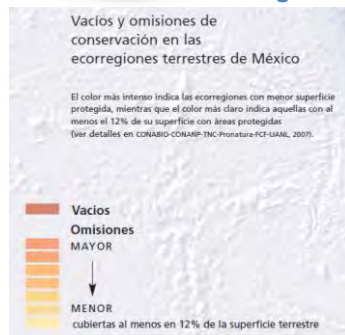 Vacíos y omisiones de
conservación en las
ecorregiones terrestres de México
El color más intenso indica las ecorregiones con menor superficie
protegida, mientras que el color más claro indica aquellas con al
menos el 12% de su superficie con áreas protegidas
(ver detalles en CONABIO-CONANP-TNC-Pronatura-FCF-UANL, 2007).
Vacios
Omisiones
MAYOR
MENOR
cubiertas al menos en 12% de la superficie terrestre